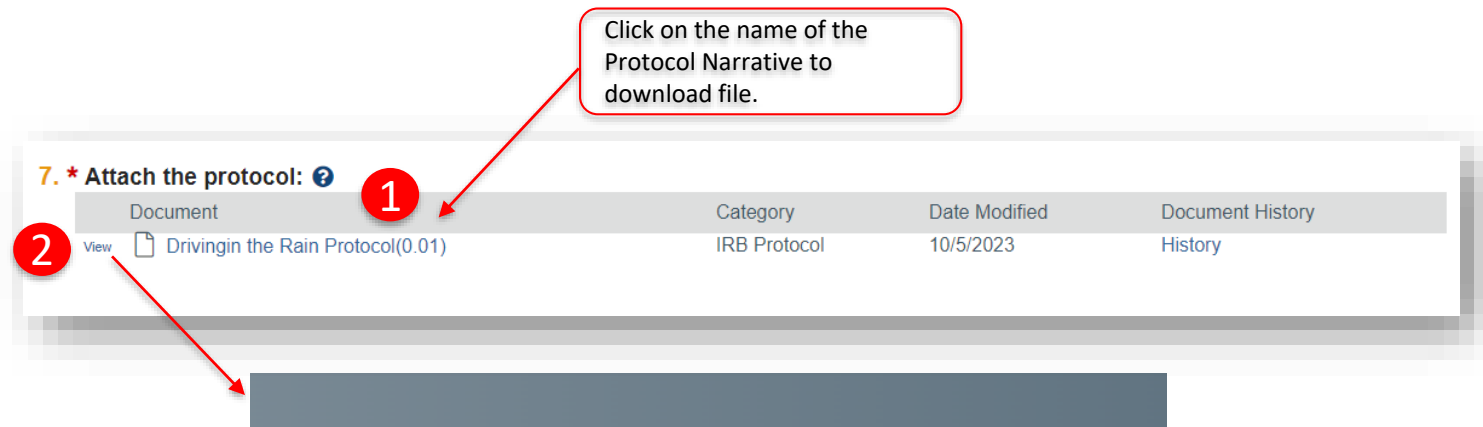 Click on the name of the
Protocol Narrative to
download file.
7. * Attach the protocol: ?
1
Document Category Date Modified Document History
2 View Drivingin the Rain Protocol(0.01) IRB Protocol 10/5/2023 History